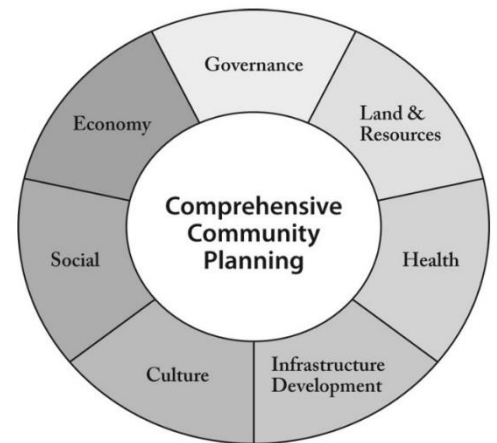 Governance
Land &
Resources
Health
Infrastructure
Development
Culture
Social
Economy
Comprehensive
Community
Planning